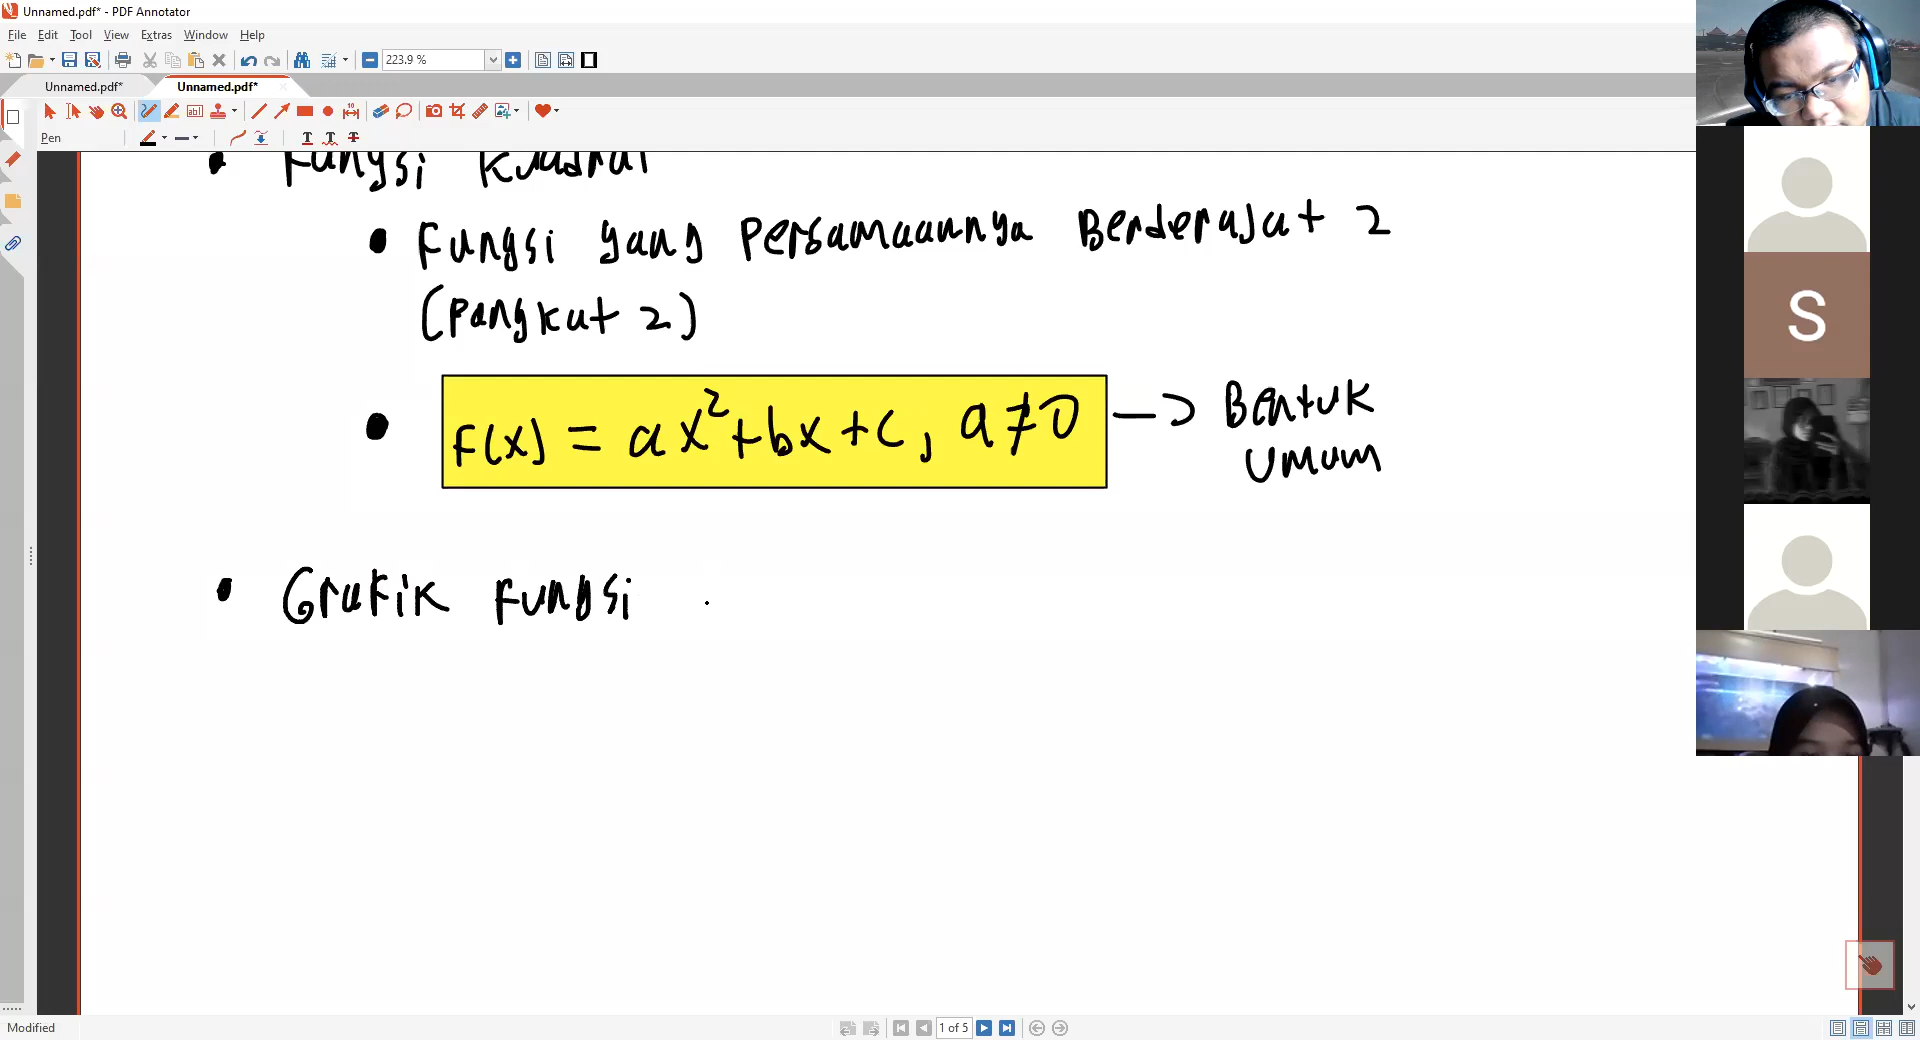 Unnamed.pdf* - PDF Annotator
File Edit Tool View Extras Window Help
223.9 %
Unnamed.pdf* Unnamed.pdf*
Pen
• Fungsi Kuadrat
• Fungsi yang Persamaannya Berderajat 2
(Pangkat 2)
• F(x) = ax²+bx+c, a≠0 → Bentuk
Umum
• Grafik Fungsi
S
Modified
1 of 5